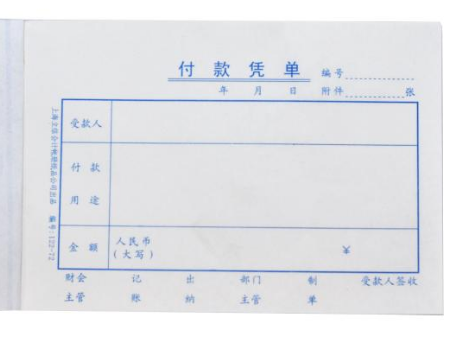 付款凭单
编号
年 月 日 附件 张
受款人
付款
用途
金额 人民币
(大写) ¥
财会 记 出 部门 制 受款人签收
主管 账 纳 主管 单